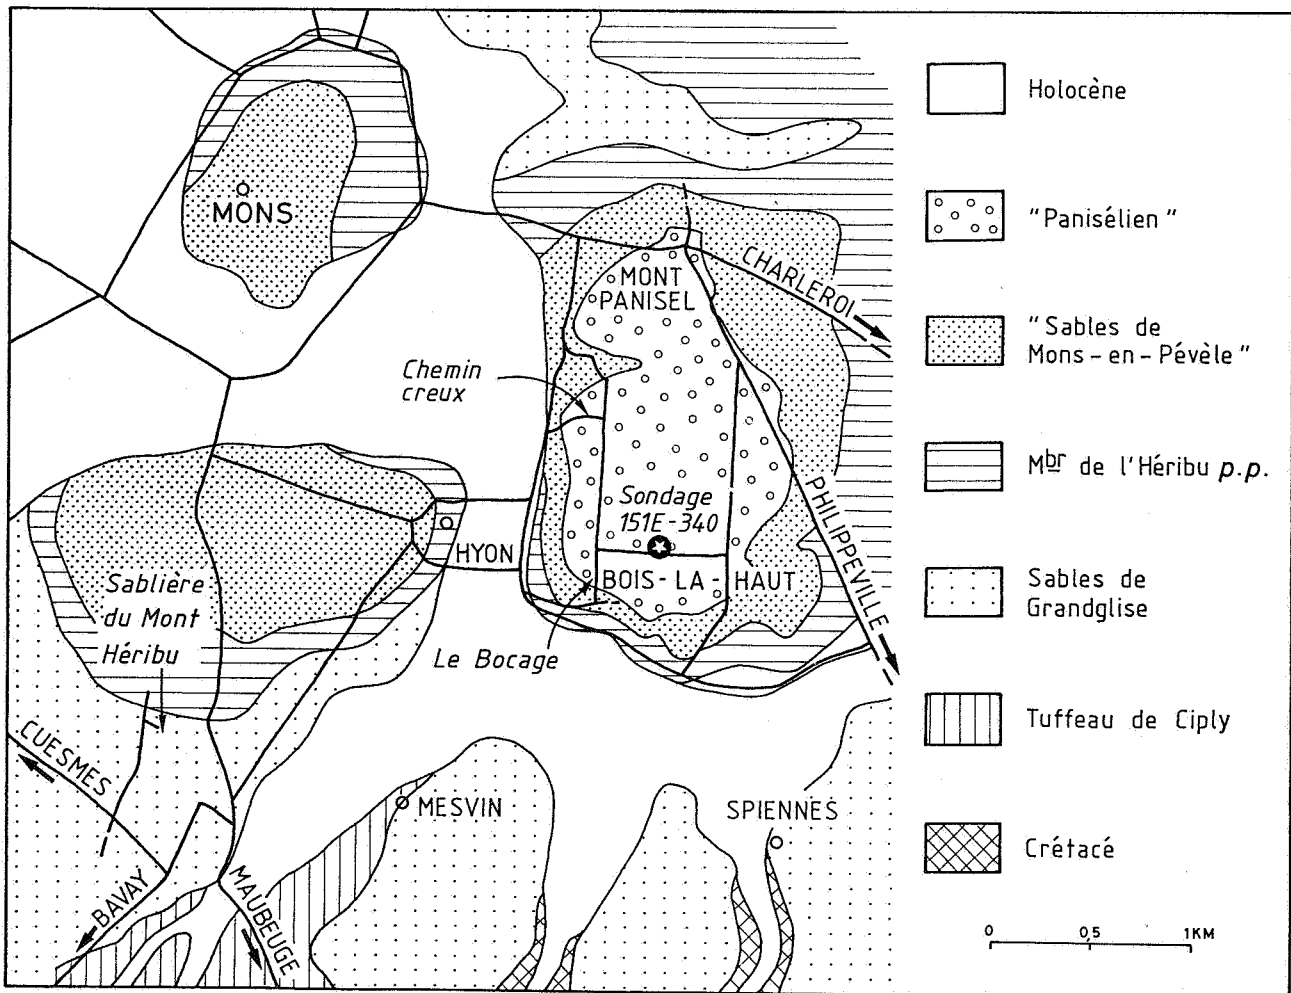 MONS
MONT
PANISEL
CHARLEROI
Chemin
creux
Sondage
151E-340
PHILIPPEVILLE
HYON
BOIS-LA-HAUT
Sablière
du Mont
Héribu
Le Bocage
CUESMES
MESVIN
SPIENNES
BAVAY
MAUBEUGE
Holocène
"Panisélien"
"Sables de
Mons-en-Pévèle"
Mbr de l'Héribu p.p.
Sables de
Grandglise
Tuffeau de Ciply
Crétacé
0 0,5 1KM